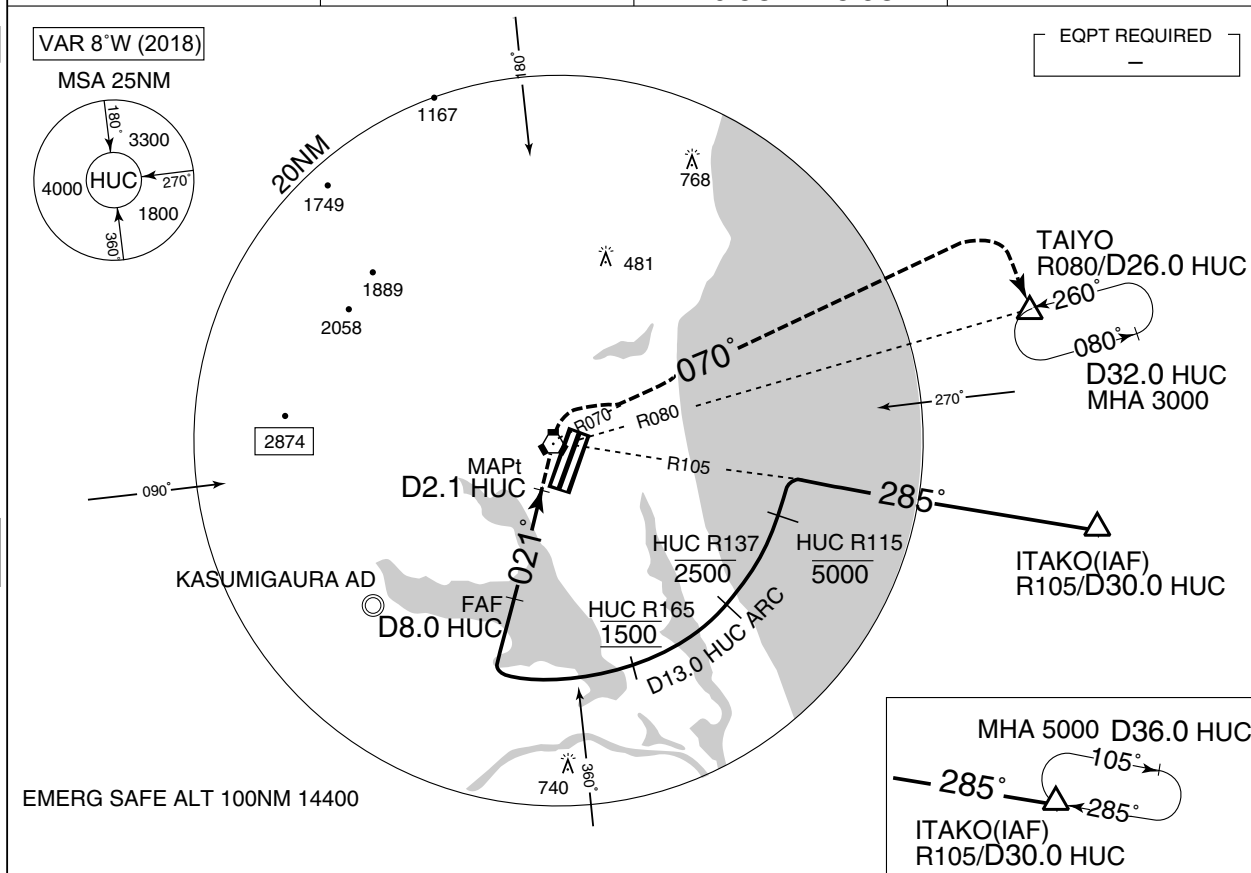 VAR 8°W (2018)
MSA 25NM
180°
3300
HUC
4000
270°
1800
360°
EQPT REQUIRED
–
180°
1167
20NM
768
1749
481
1889
2058
TAIYO
R080/D26.0 HUC
260°
080°
D32.0 HUC
MHA 3000
070°
R070
R080
270°
2874
R105
MAPt
D2.1 HUC
090°
285°
021°
HUC R137
2500
HUC R115
5000
ITAKO(IAF)
R105/D30.0 HUC
KASUMIGAURA AD
FAF
D8.0 HUC
HUC R165
1500
D13.0 HUC ARC
740
360°
EMERG SAFE ALT 100NM 14400
MHA 5000 D36.0 HUC
105°
285°
285°
ITAKO(IAF)
R105/D30.0 HUC